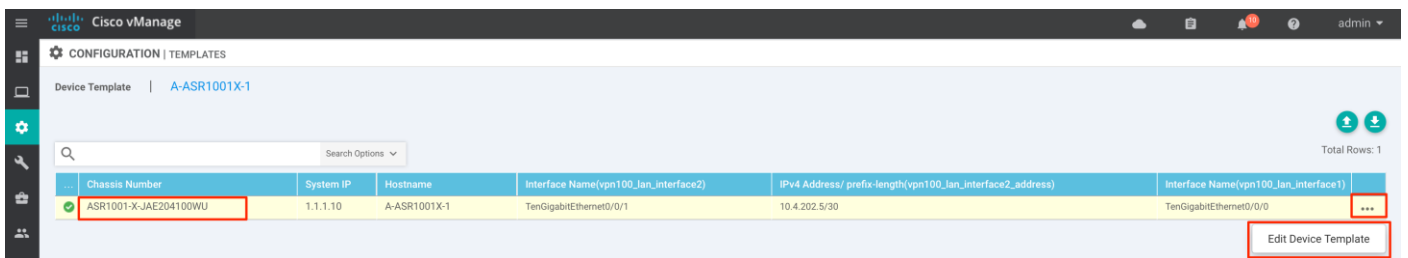 cisco Cisco vManage 10 admin
CONFIGURATION | TEMPLATES
Device Template | A-ASR1001X-1
Search Options
Total Rows: 1
... Chassis Number System IP Hostname Interface Name(vpn100_lan_interface2) IPv4 Address/ prefix-length(vpn100_lan_interface2_address) Interface Name(vpn100_lan_interface1)
ASR1001-X-JAE204100WU 1.1.1.10 A-ASR1001X-1 TenGigabitEthernet0/0/1 10.4.202.5/30 TenGigabitEthernet0/0/0 ...
Edit Device Template